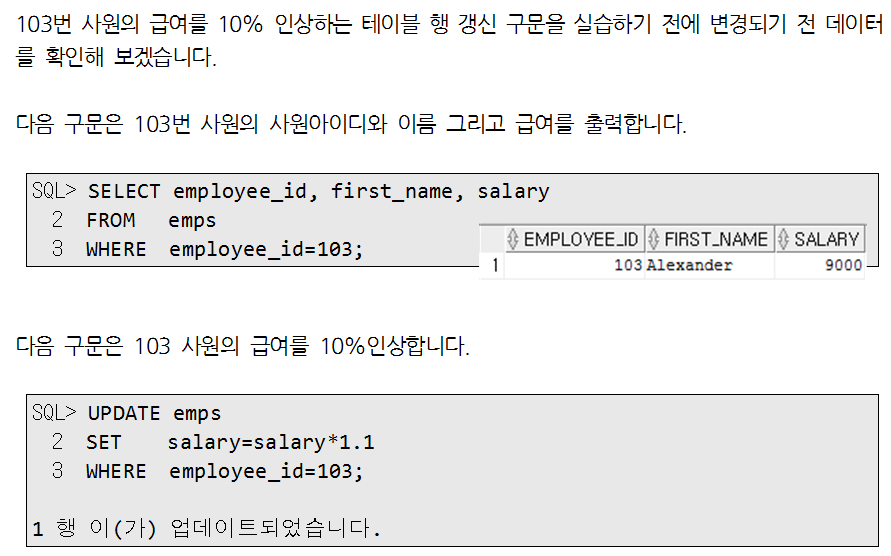 103번 사원의 급여를 10% 인상하는 테이블 행 갱신 구문을 실습하기 전에 변경되기 전 데이터
를 확인해 보겠습니다.
다음 구문은 103번 사원의 사원아이디와 이름 그리고 급여를 출력합니다.
SQL> SELECT employee_id, first_name, salary
2 FROM emps
3 WHERE employee_id=103;
EMPLOYEE_ID FIRST_NAME SALARY
1 103 Alexander 9000
다음 구문은 103 사원의 급여를 10%인상합니다.
SQL> UPDATE emps
2 SET salary=salary*1.1
3 WHERE employee_id=103;
1 행 이(가) 업데이트되었습니다.